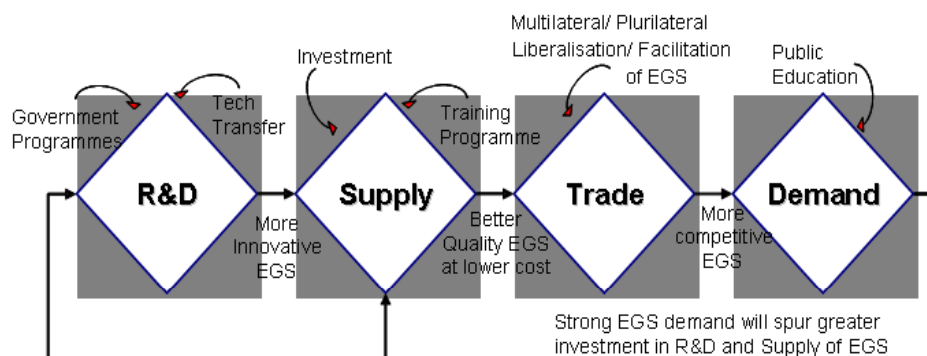 Multilateral/ Plurilateral
Liberalisation/ Facilitation
of EGS
Investment
Public
Education
Government
Programmes
Tech
Transfer
Training
Programme
R&D
Supply
Trade
Demand
More
Innovative
EGS
Better
Quality EGS
at lower cost
More
competitive
EGS
Strong EGS demand will spur greater
investment in R&D and Supply of EGS